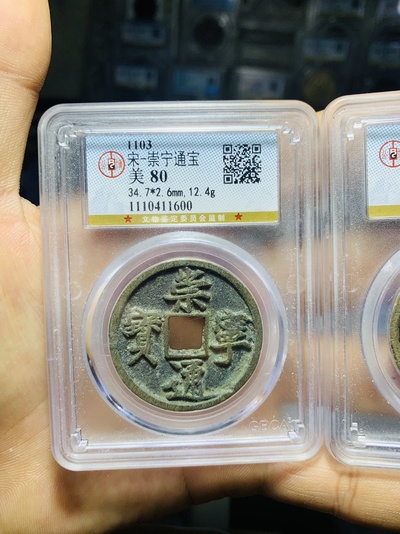 1103
宋-崇宁通宝
美 80
34.7*2.6mm,12.4g
1110411600
★ 文物鉴定委员会监制 ★
崇
寳 寧
通